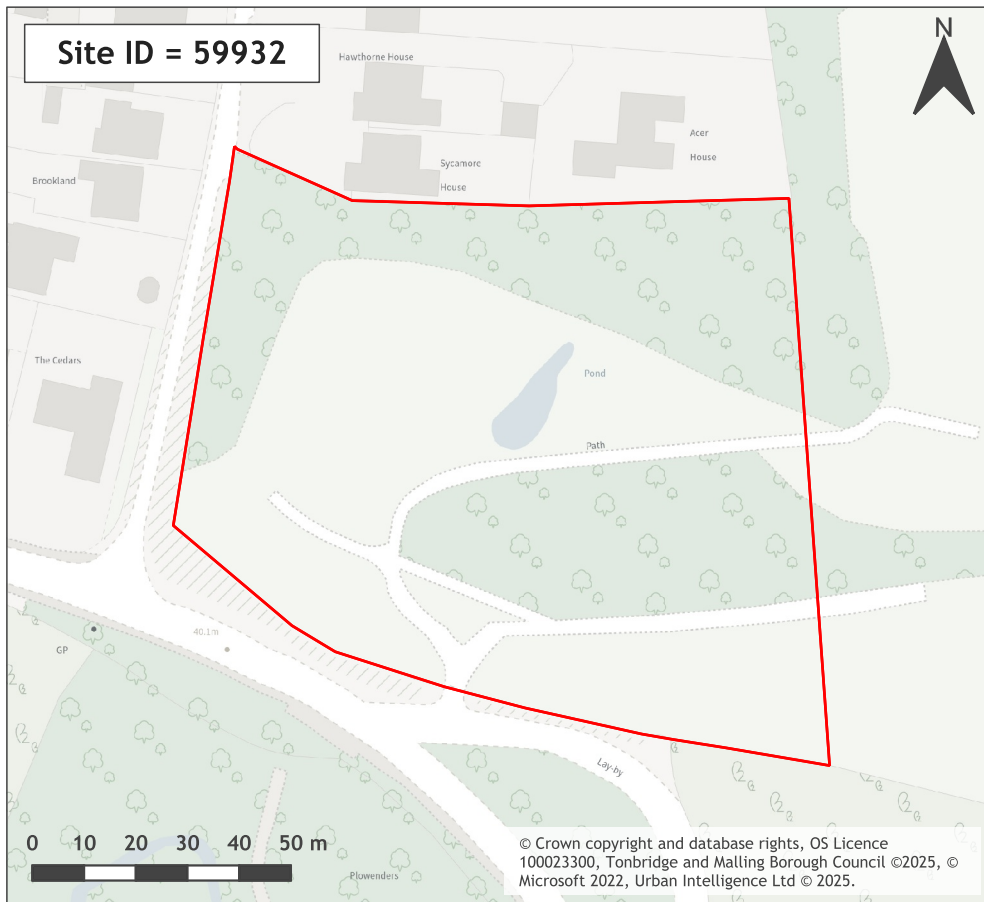 Site ID = 59932
N
Hawthorne House
Acer
House
Sycamore
House
Brookland
The Cedars
Pond
Path
40.1m
GP
Lay-by
Plowenders
0 10 20 30 40 50 m
© Crown copyright and database rights, OS Licence
100023300, Tonbridge and Malling Borough Council ©2025, ©
Microsoft 2022, Urban Intelligence Ltd © 2025.